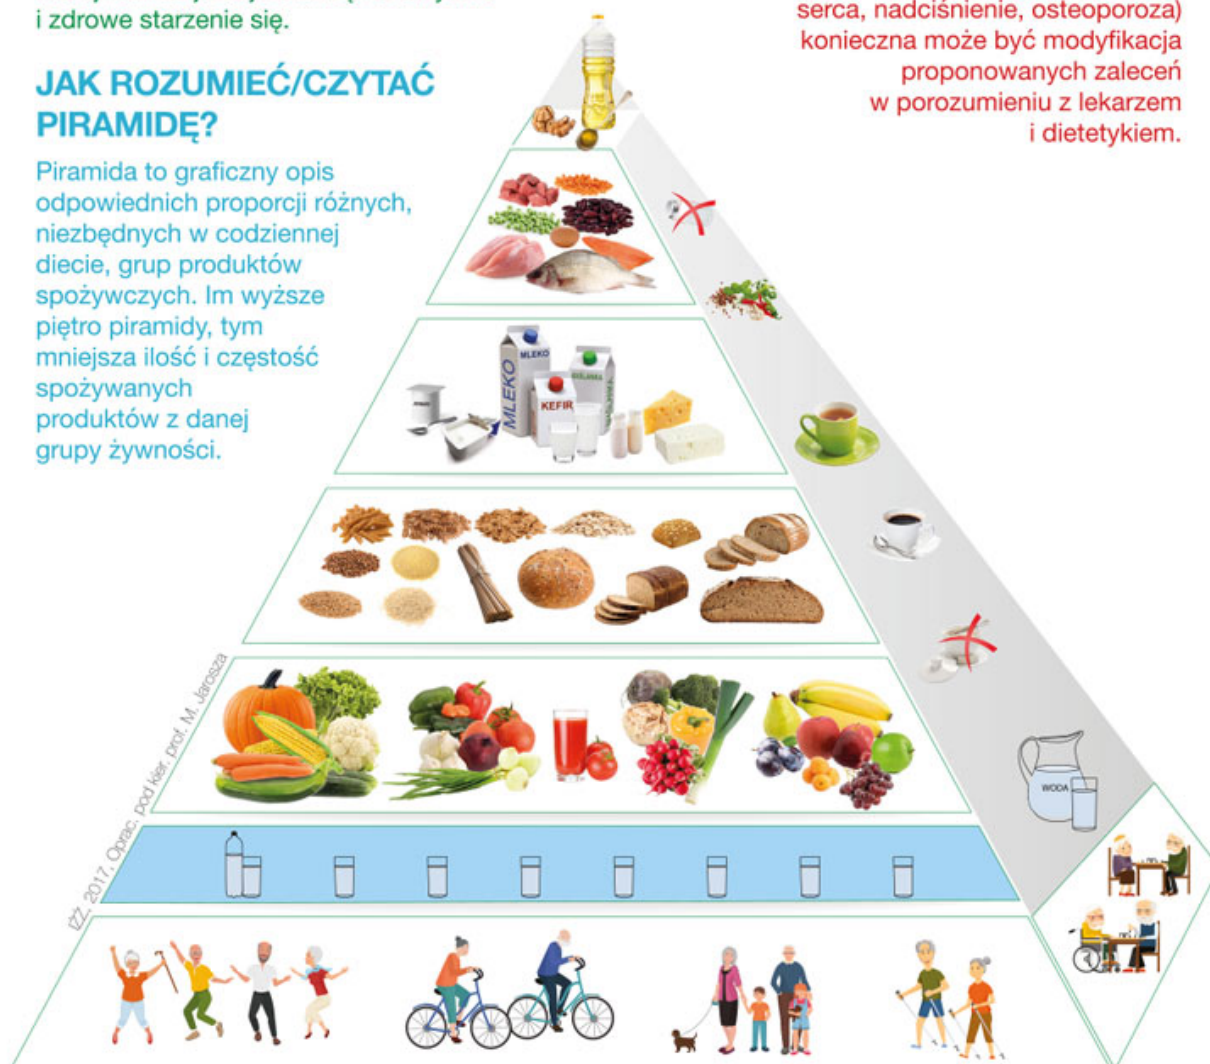 i zdrowe starzenie się.
serca, nadciśnienie, osteoporoza)
konieczna może być modyfikacja
proponowanych zaleceń
w porozumieniu z lekarzem
i dietetykiem.
JAK ROZUMIEĆ/CZYTAĆ
PIRAMIDĘ?
Piramida to graficzny opis
odpowiednich proporcji różnych,
niezbędnych w codziennej
diecie, grup produktów
spożywczych. Im wyższe
piętro piramidy, tym
mniejsza ilość i częstość
spożywanych
produktów z danej
grupy żywności.
MLEKO
MLEKO
KEFIR
WODA
IŻŻ, 2017, Oprac. pod kier. prof. M. Jarosza